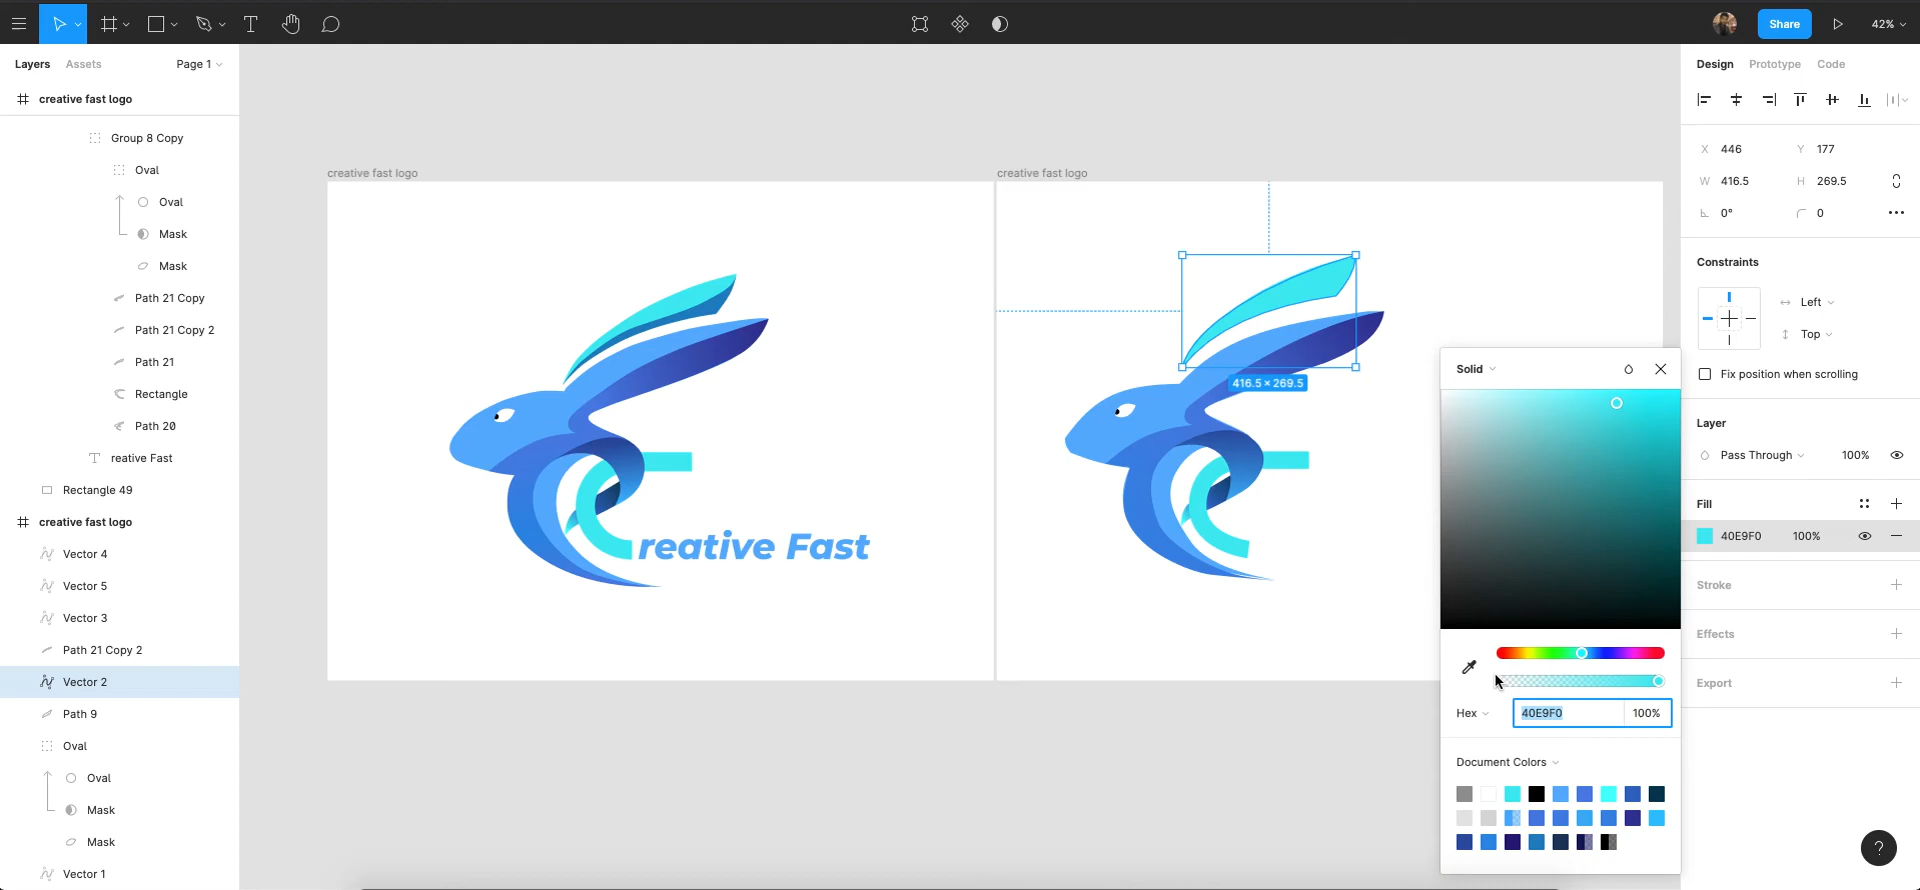 Share
42%
Layers
Assets
Page 1
creative fast logo
Group 8 Copy
Oval
Oval
Mask
Mask
Path 21 Copy
Path 21 Copy 2
Path 21
Rectangle
Path 20
reative Fast
Rectangle 49
creative fast logo
Vector 4
Vector 5
Vector 3
Path 21 Copy 2
Vector 2
Path 9
Oval
Oval
Mask
Mask
Vector 1
creative fast logo
reative Fast
creative fast logo
416.5 × 269.5
Solid
Hex
40E9F0
100%
Document Colors
Design
Prototype
Code
X 446
Y 177
W 416.5
H 269.5
0°
0
Constraints
Left
Top
Fix position when scrolling
Layer
Pass Through
100%
Fill
40E9F0
100%
Stroke
Effects
Export
?